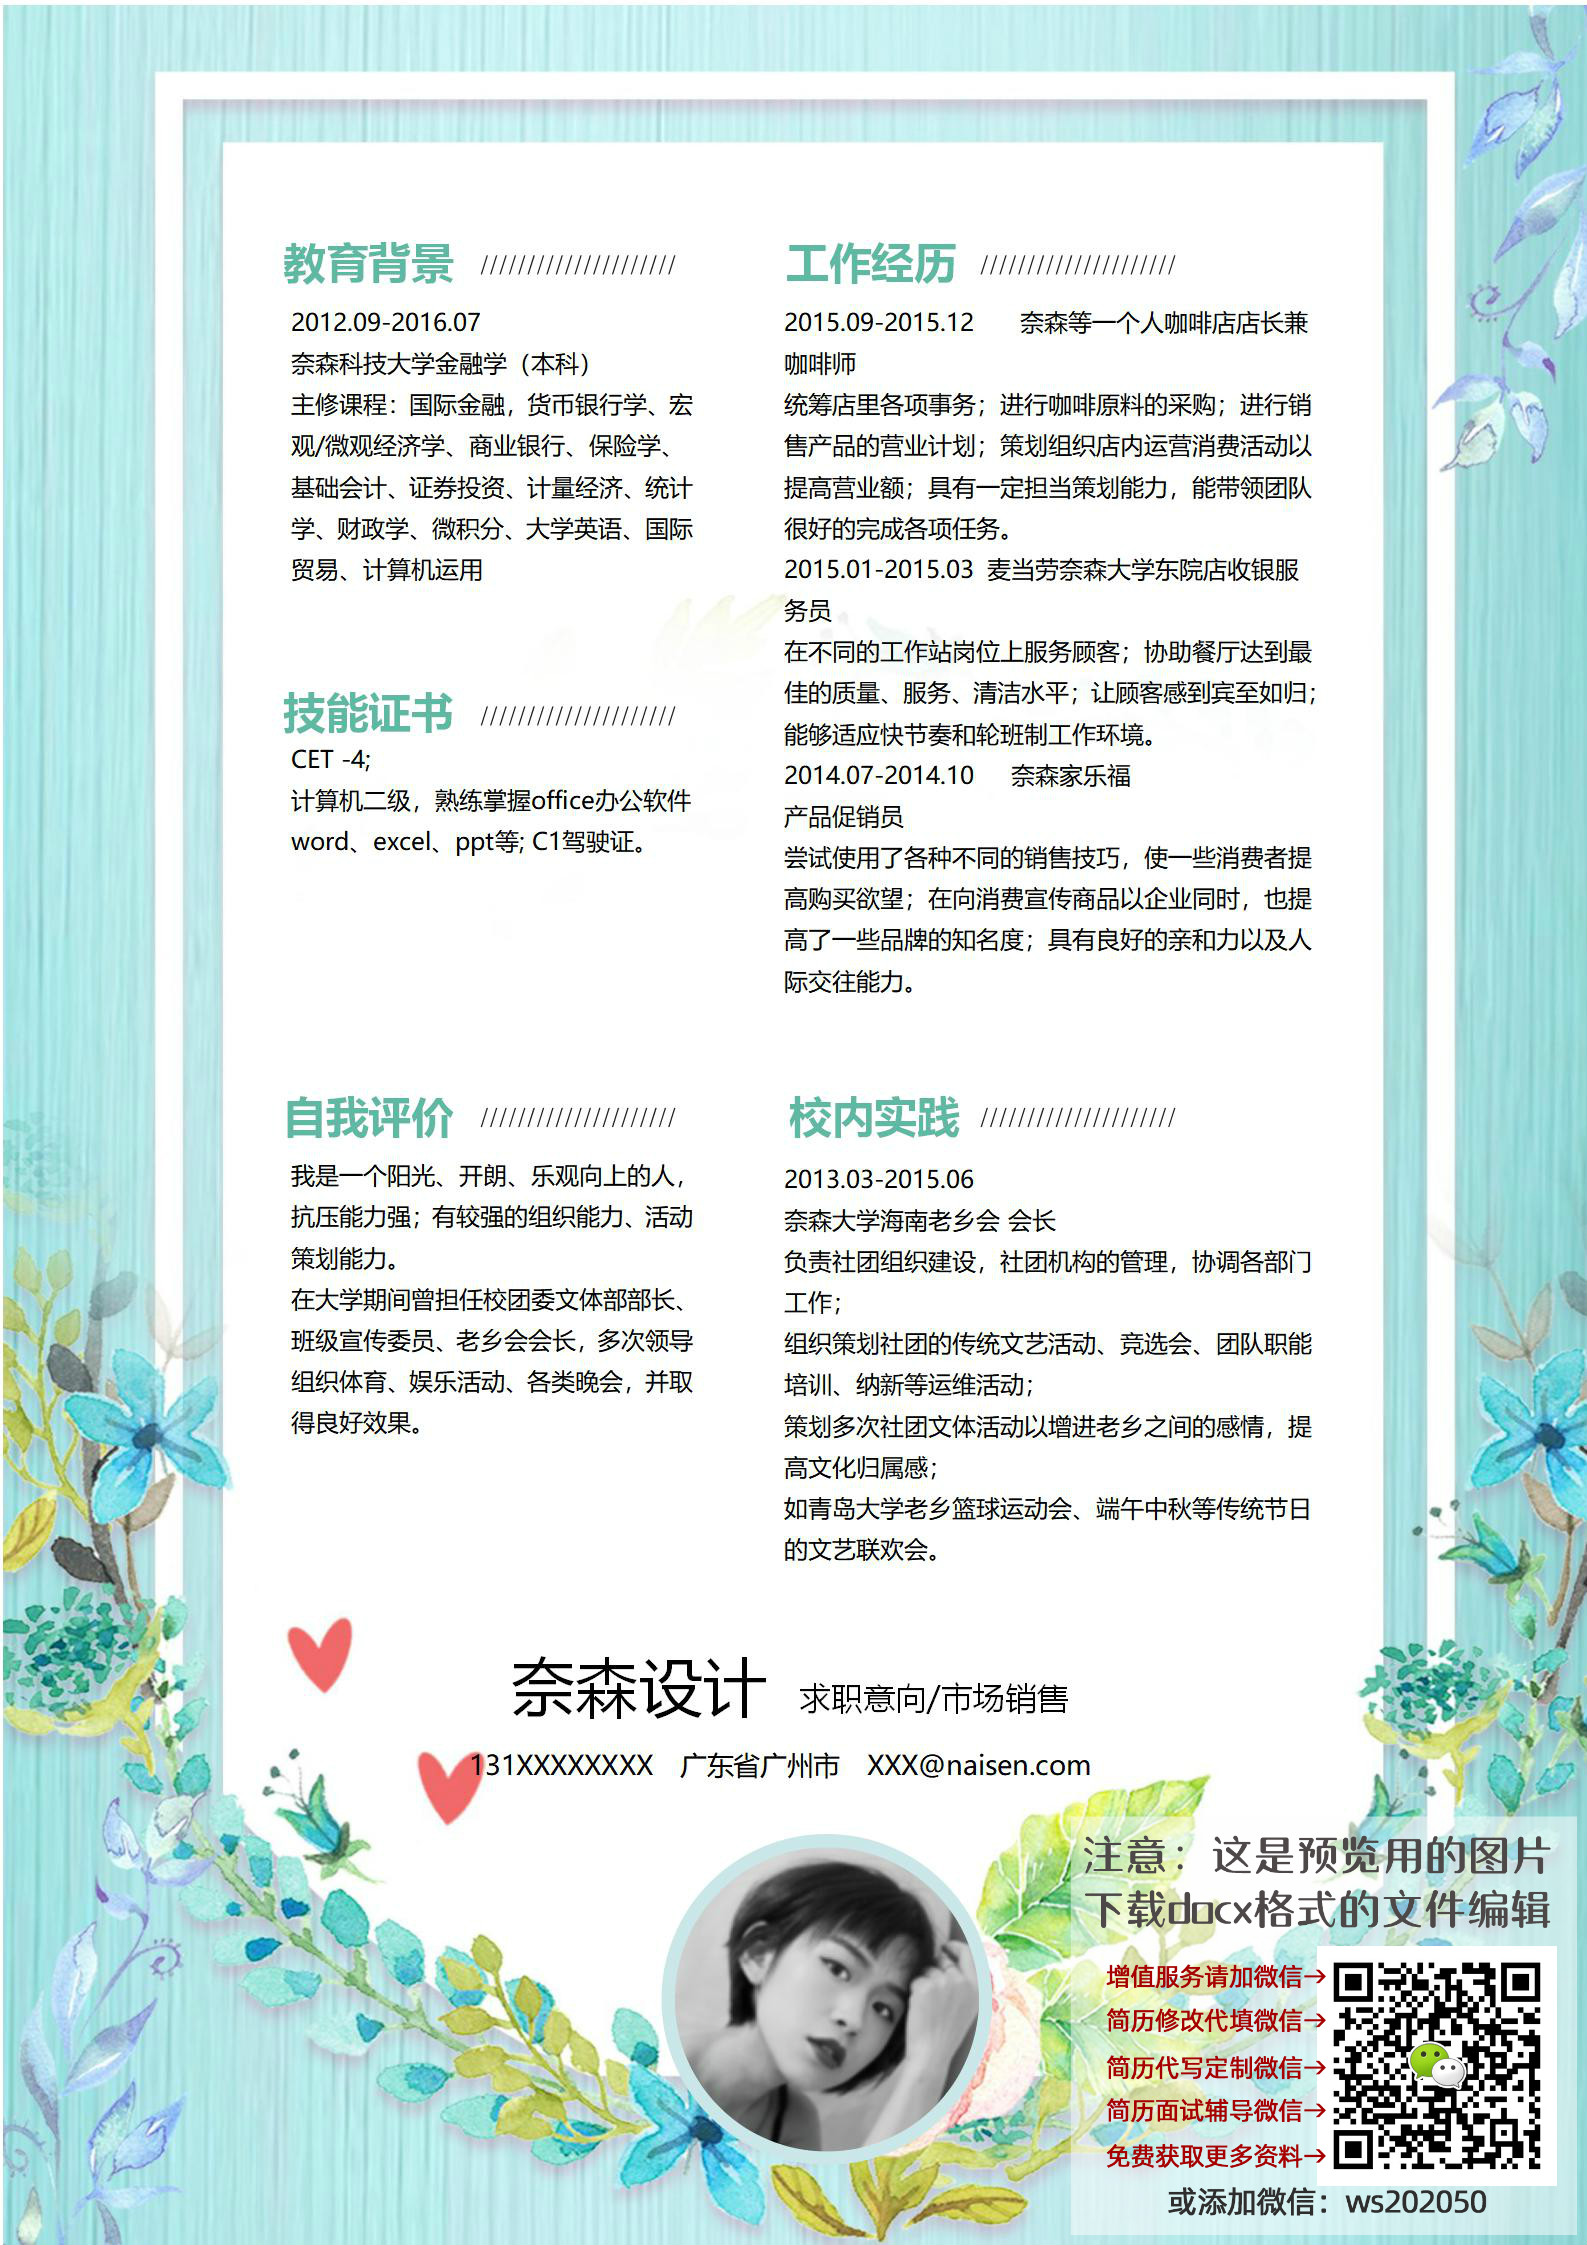 教育背景 /////////////////////
2012.09-2016.07
奈森科技大学金融学（本科）
主修课程：国际金融，货币银行学、宏
观/微观经济学、商业银行、保险学、
基础会计、证券投资、计量经济、统计
学、财政学、微积分、大学英语、国际
贸易、计算机运用
技能证书 /////////////////////
CET -4;
计算机二级，熟练掌握office办公软件
word、excel、ppt等; C1驾驶证。
自我评价 /////////////////////
我是一个阳光、开朗、乐观向上的人，
抗压能力强；有较强的组织能力、活动
策划能力。
在大学期间曾担任校团委文体部部长、
班级宣传委员、老乡会会长，多次领导
组织体育、娱乐活动、各类晚会，并取
得良好效果。
工作经历 /////////////////////
2015.09-2015.12 奈森等一个人咖啡店店长兼
咖啡师
统筹店里各项事务；进行咖啡原料的采购；进行销
售产品的营业计划；策划组织店内运营消费活动以
提高营业额；具有一定担当策划能力，能带领团队
很好的完成各项任务。
2015.01-2015.03 麦当劳奈森大学东院店收银服
务员
在不同的工作站岗位上服务顾客；协助餐厅达到最
佳的质量、服务、清洁水平；让顾客感到宾至如归；
能够适应快节奏和轮班制工作环境。
2014.07-2014.10 奈森家乐福
产品促销员
尝试使用了各种不同的销售技巧，使一些消费者提
高购买欲望；在向消费宣传商品以企业同时，也提
高了一些品牌的知名度；具有良好的亲和力以及人
际交往能力。
校内实践 /////////////////////
2013.03-2015.06
奈森大学海南老乡会 会长
负责社团组织建设，社团机构的管理，协调各部门
工作；
组织策划社团的传统文艺活动、竞选会、团队职能
培训、纳新等运维活动；
策划多次社团文体活动以增进老乡之间的感情，提
高文化归属感；
如青岛大学老乡篮球运动会、端午中秋等传统节日
的文艺联欢会。
奈森设计 求职意向/市场销售
131XXXXXXXX 广东省广州市 XXX@naisen.com
注意：这是预览用的图片
下载docx格式的文件编辑
增值服务请加微信→
简历修改代填微信→
简历代写定制微信→
简历面试辅导微信→
免费获取更多资料→
或添加微信：ws202050